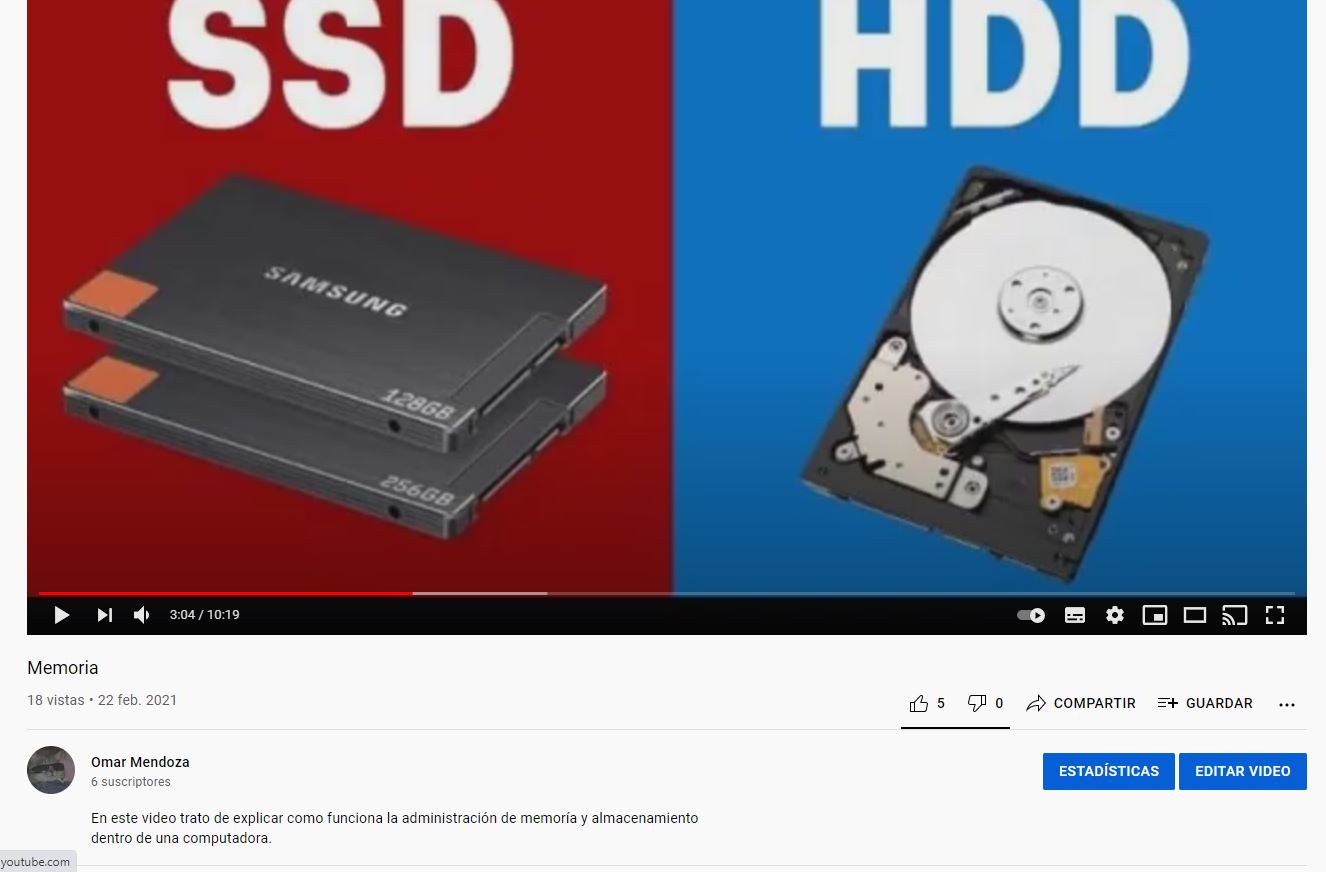 SSD HDD
SAMSUNG
128GB
256GB
3:04 / 10:19
Memoria
18 vistas • 22 feb. 2021
5 0 COMPARTIR GUARDAR
Omar Mendoza
6 suscriptores
ESTADÍSTICAS EDITAR VIDEO
En este video trato de explicar como funciona la administración de memoría y almacenamiento
dentro de una computadora.
youtube.com